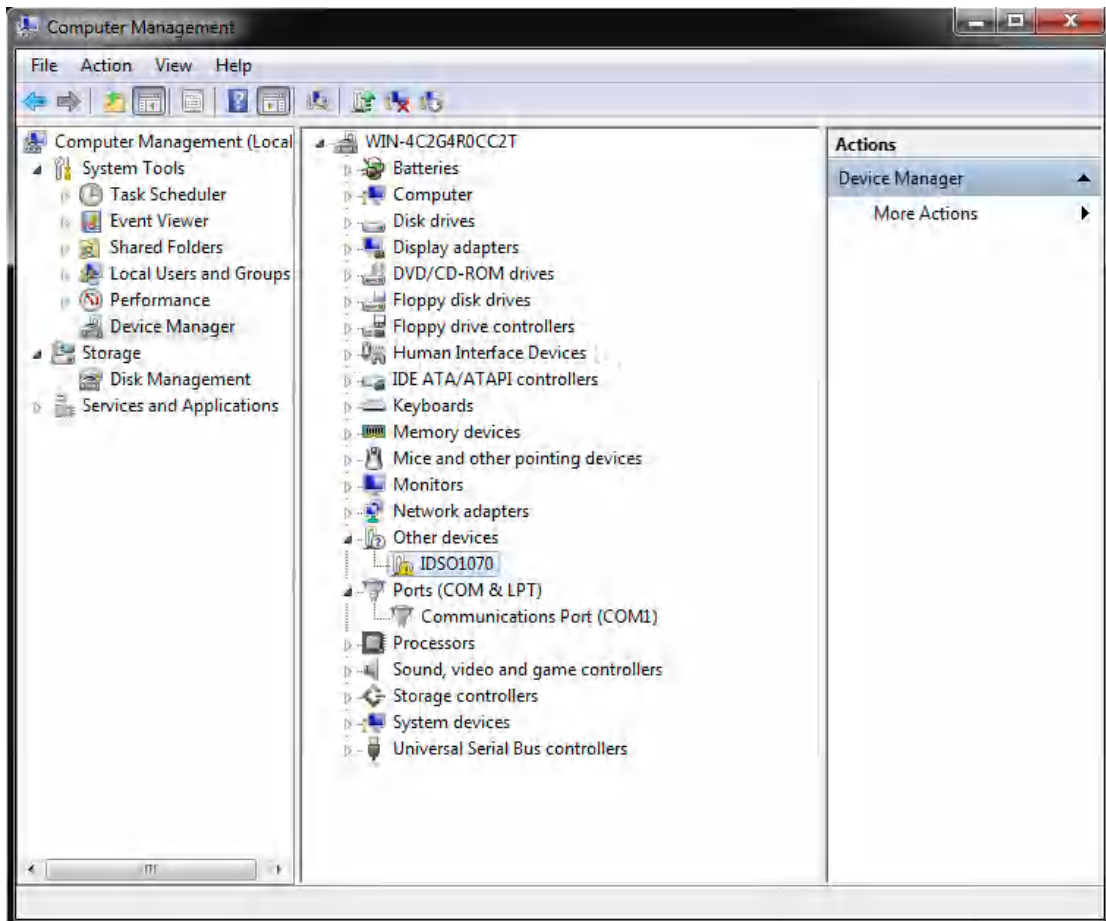 Computer Management
File Action View Help
Computer Management (Local
System Tools
Task Scheduler
Event Viewer
Shared Folders
Local Users and Groups
Performance
Device Manager
Storage
Disk Management
Services and Applications
WIN-4C2G4R0CC2T
Batteries
Computer
Disk drives
Display adapters
DVD/CD-ROM drives
Floppy disk drives
Floppy drive controllers
Human Interface Devices
IDE ATA/ATAPI controllers
Keyboards
Memory devices
Mice and other pointing devices
Monitors
Network adapters
Other devices
IDSO1070
Ports (COM & LPT)
Communications Port (COM1)
Processors
Sound, video and game controllers
Storage controllers
System devices
Universal Serial Bus controllers
Actions
Device Manager
More Actions